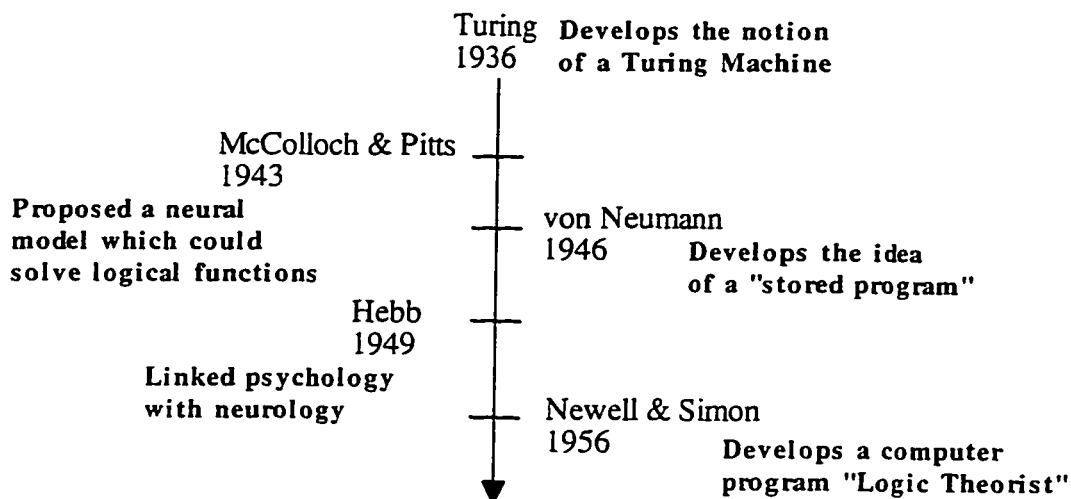 Turing
1936
Develops the notion
of a Turing Machine
McColloch & Pitts
1943
Proposed a neural
model which could
solve logical functions
von Neumann
1946
Develops the idea
of a "stored program"
Hebb
1949
Linked psychology
with neurology
Newell & Simon
1956
Develops a computer
program "Logic Theorist"